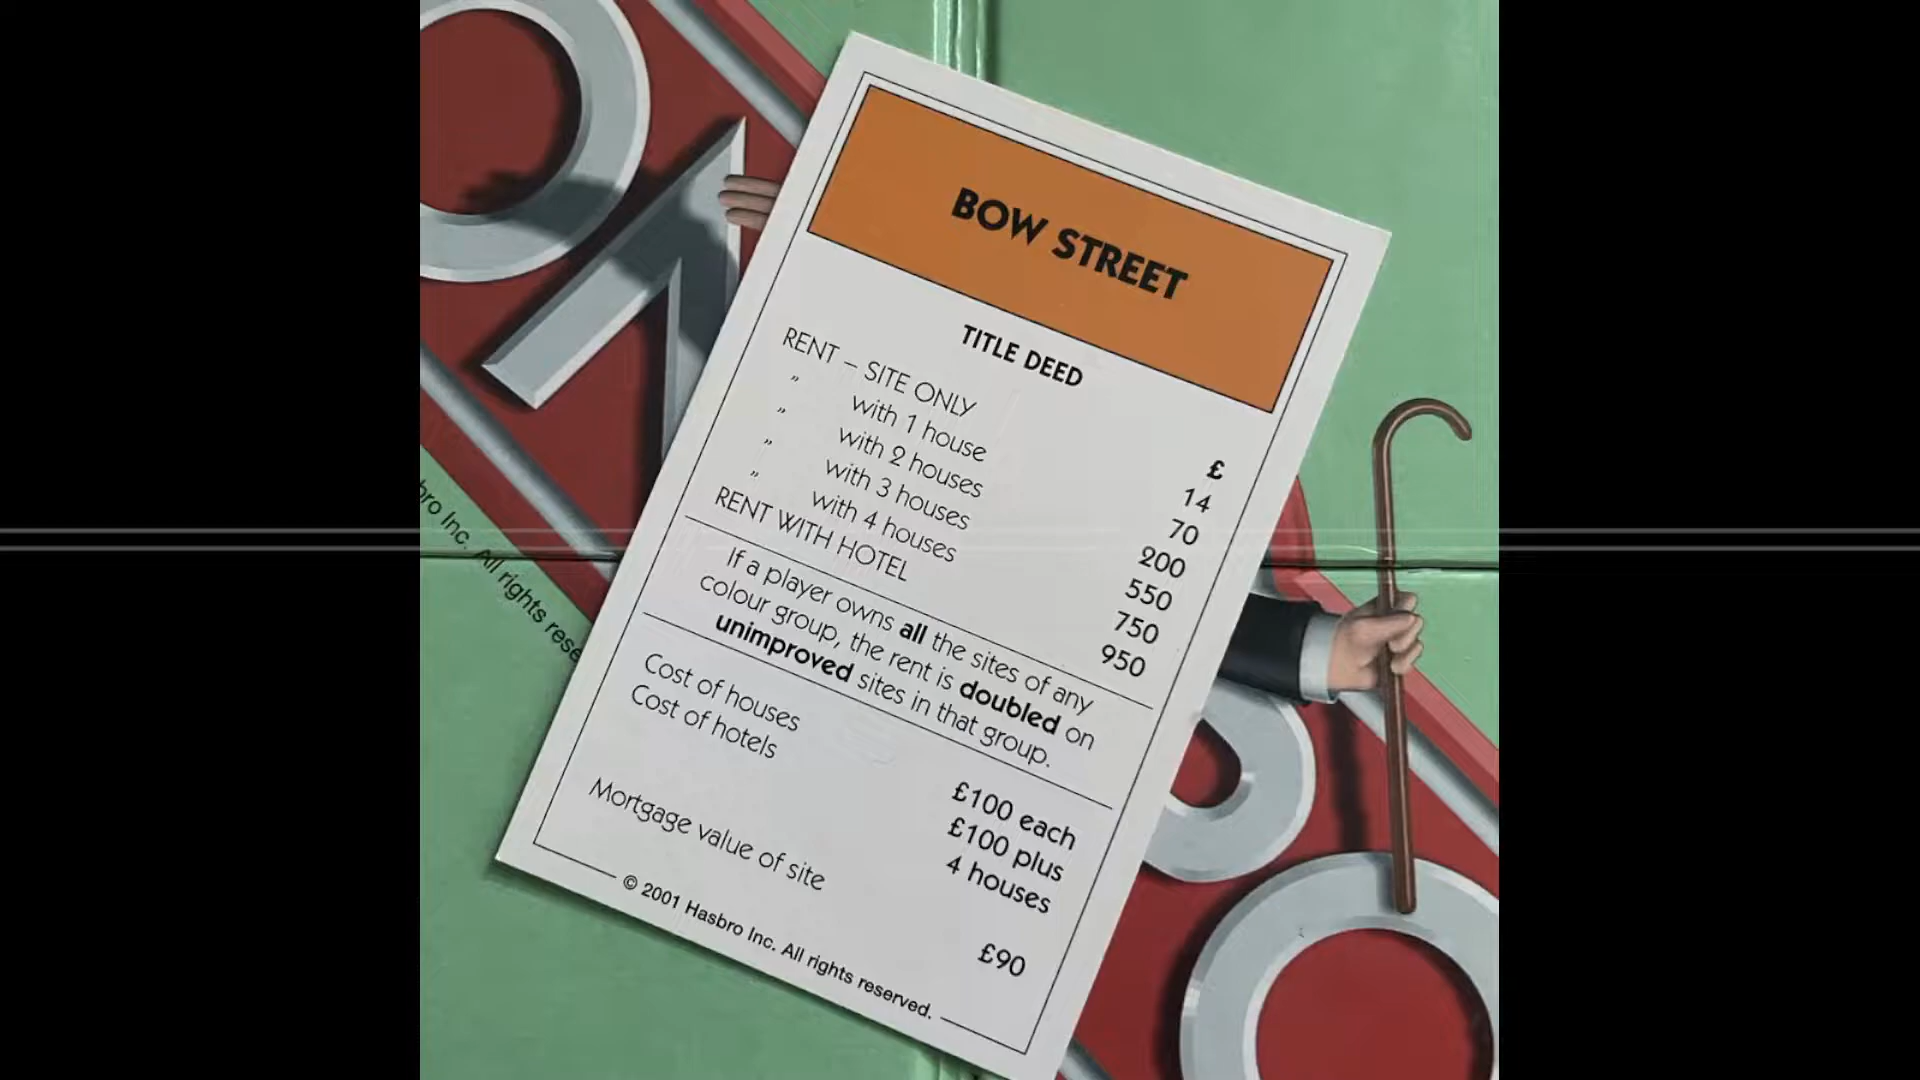 BOW STREET
TITLE DEED
£
RENT – SITE ONLY 14
„ with 1 house 70
„ with 2 houses 200
„ with 3 houses 550
„ with 4 houses 750
RENT WITH HOTEL 950
If a player owns all the sites of any
colour group, the rent is doubled on
unimproved sites in that group.
Cost of houses £100 each
Cost of hotels £100 plus
4 houses
Mortgage value of site £90
© 2001 Hasbro Inc. All rights reserved.
bro Inc. All rights rese